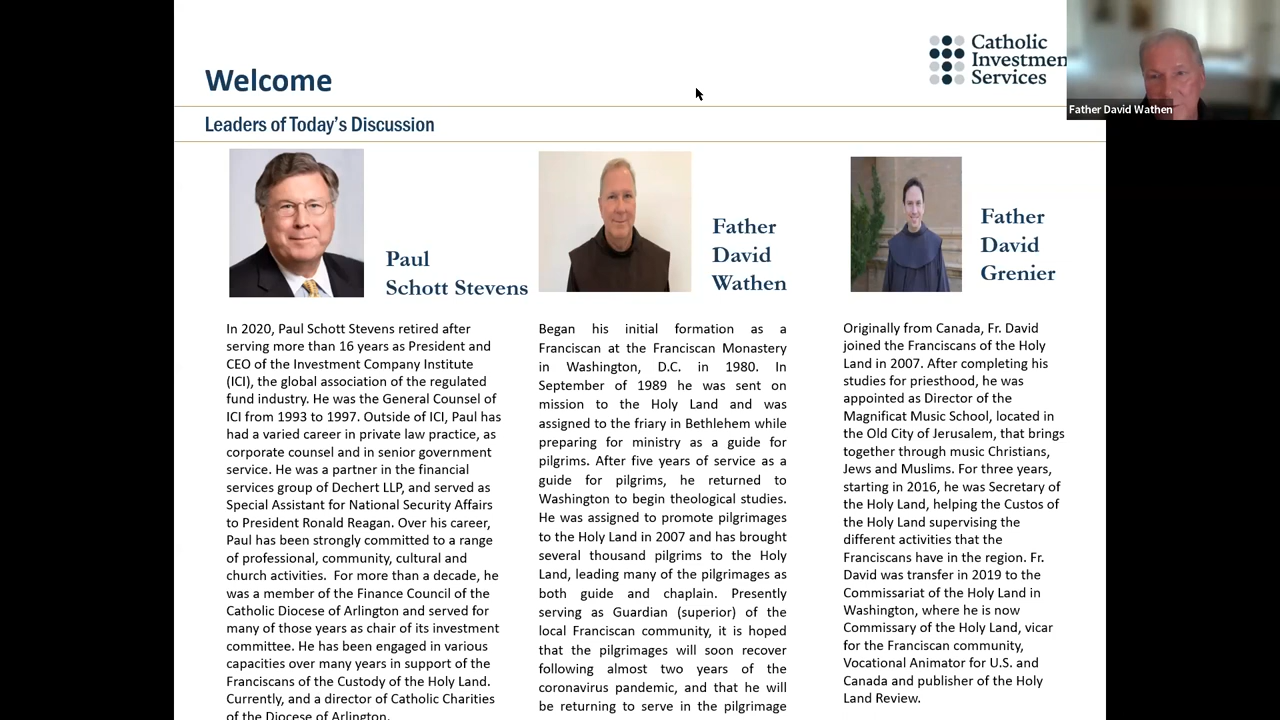 Welcome
Catholic
Investmen
Services
Father David Wathen
Leaders of Today's Discussion
Paul
Schott Stevens
In 2020, Paul Schott Stevens retired after
serving more than 16 years as President and
CEO of the Investment Company Institute
(ICI), the global association of the regulated
fund industry. He was the General Counsel of
ICI from 1993 to 1997. Outside of ICI, Paul has
had a varied career in private law practice, as
corporate counsel and in senior government
service. He was a partner in the financial
services group of Dechert LLP, and served as
Special Assistant for National Security Affairs
to President Ronald Reagan. Over his career,
Paul has been strongly committed to a range
of professional, community, cultural and
church activities.  For more than a decade, he
was a member of the Finance Council of the
Catholic Diocese of Arlington and served for
many of those years as chair of its investment
committee. He has been engaged in various
capacities over many years in support of the
Franciscans of the Custody of the Holy Land.
Currently, and a director of Catholic Charities
of the Diocese of Arlington.
Father
David
Wathen
Began his initial formation as a
Franciscan at the Franciscan Monastery
in Washington, D.C. in 1980. In
September of 1989 he was sent on
mission to the Holy Land and was
assigned to the friary in Bethlehem while
preparing for ministry as a guide for
pilgrims. After five years of service as a
guide for pilgrims, he returned to
Washington to begin theological studies.
He was assigned to promote pilgrimages
to the Holy Land in 2007 and has brought
several thousand pilgrims to the Holy
Land, leading many of the pilgrimages as
both guide and chaplain. Presently
serving as Guardian (superior) of the
local Franciscan community, it is hoped
that the pilgrimages will soon recover
following almost two years of the
coronavirus pandemic, and that he will
be returning to serve in the pilgrimage
Father
David
Grenier
Originally from Canada, Fr. David
joined the Franciscans of the Holy
Land in 2007. After completing his
studies for priesthood, he was
appointed as Director of the
Magnificat Music School, located in
the Old City of Jerusalem, that brings
together through music Christians,
Jews and Muslims. For three years,
starting in 2016, he was Secretary of
the Holy Land, helping the Custos of
the Holy Land supervising the
different activities that the
Franciscans have in the region. Fr.
David was transfer in 2019 to the
Commissariat of the Holy Land in
Washington, where he is now
Commissary of the Holy Land, vicar
for the Franciscan community,
Vocational Animator for U.S. and
Canada and publisher of the Holy
Land Review.